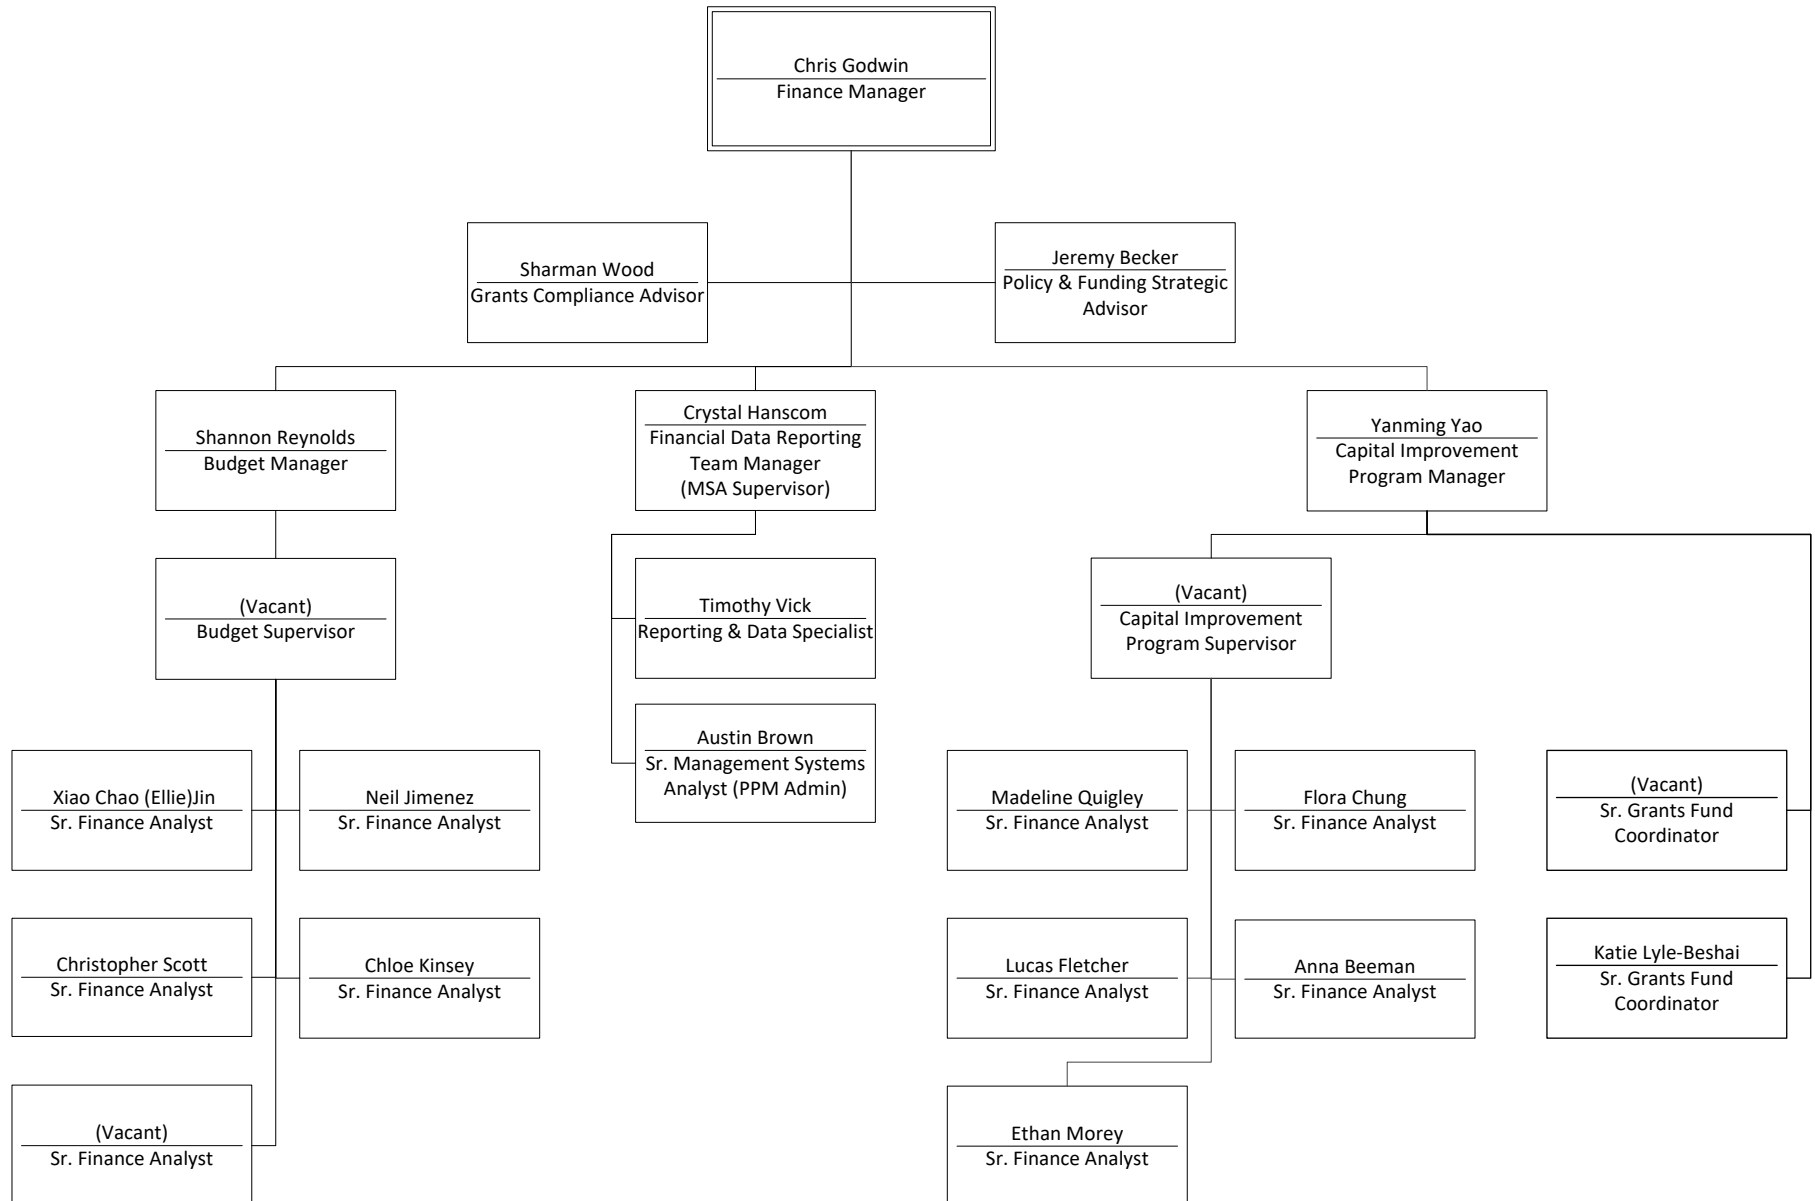 Chris Godwin
Finance Manager
Sharman Wood
Grants Compliance Advisor
Jeremy Becker
Policy & Funding Strategic
Advisor
Shannon Reynolds
Budget Manager
Crystal Hanscom
Financial Data Reporting
Team Manager
(MSA Supervisor)
Yanming Yao
Capital Improvement
Program Manager
(Vacant)
Budget Supervisor
Timothy Vick
Reporting & Data Specialist
(Vacant)
Capital Improvement
Program Supervisor
Austin Brown
Sr. Management Systems
Analyst (PPM Admin)
Xiao Chao (Ellie)Jin
Sr. Finance Analyst
Neil Jimenez
Sr. Finance Analyst
Madeline Quigley
Sr. Finance Analyst
Flora Chung
Sr. Finance Analyst
(Vacant)
Sr. Grants Fund
Coordinator
Christopher Scott
Sr. Finance Analyst
Chloe Kinsey
Sr. Finance Analyst
Lucas Fletcher
Sr. Finance Analyst
Anna Beeman
Sr. Finance Analyst
Katie Lyle-Beshai
Sr. Grants Fund
Coordinator
(Vacant)
Sr. Finance Analyst
Ethan Morey
Sr. Finance Analyst